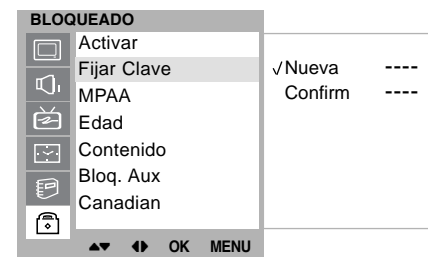 BLOQUEADO
Activar
Fijar Clave
MPAA
Edad
Contenido
Bloq. Aux
Canadian
√Nueva ----
Confirm ----
▲▼ ◀▶ OK MENU